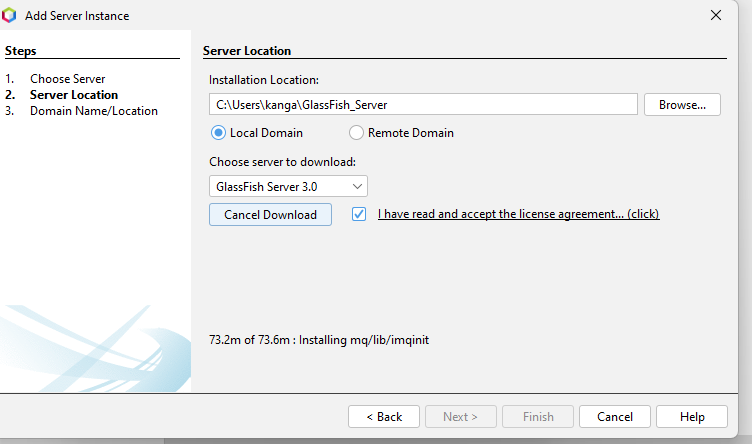 Add Server Instance
Steps
1. Choose Server
2. Server Location
3. Domain Name/Location
Server Location
Installation Location:
C:\Users\kanga\GlassFish_Server
Browse...
Local Domain
Remote Domain
Choose server to download:
GlassFish Server 3.0
Cancel Download
I have read and accept the license agreement... (click)
73.2m of 73.6m : Installing mq/lib/imqinit
< Back
Next >
Finish
Cancel
Help